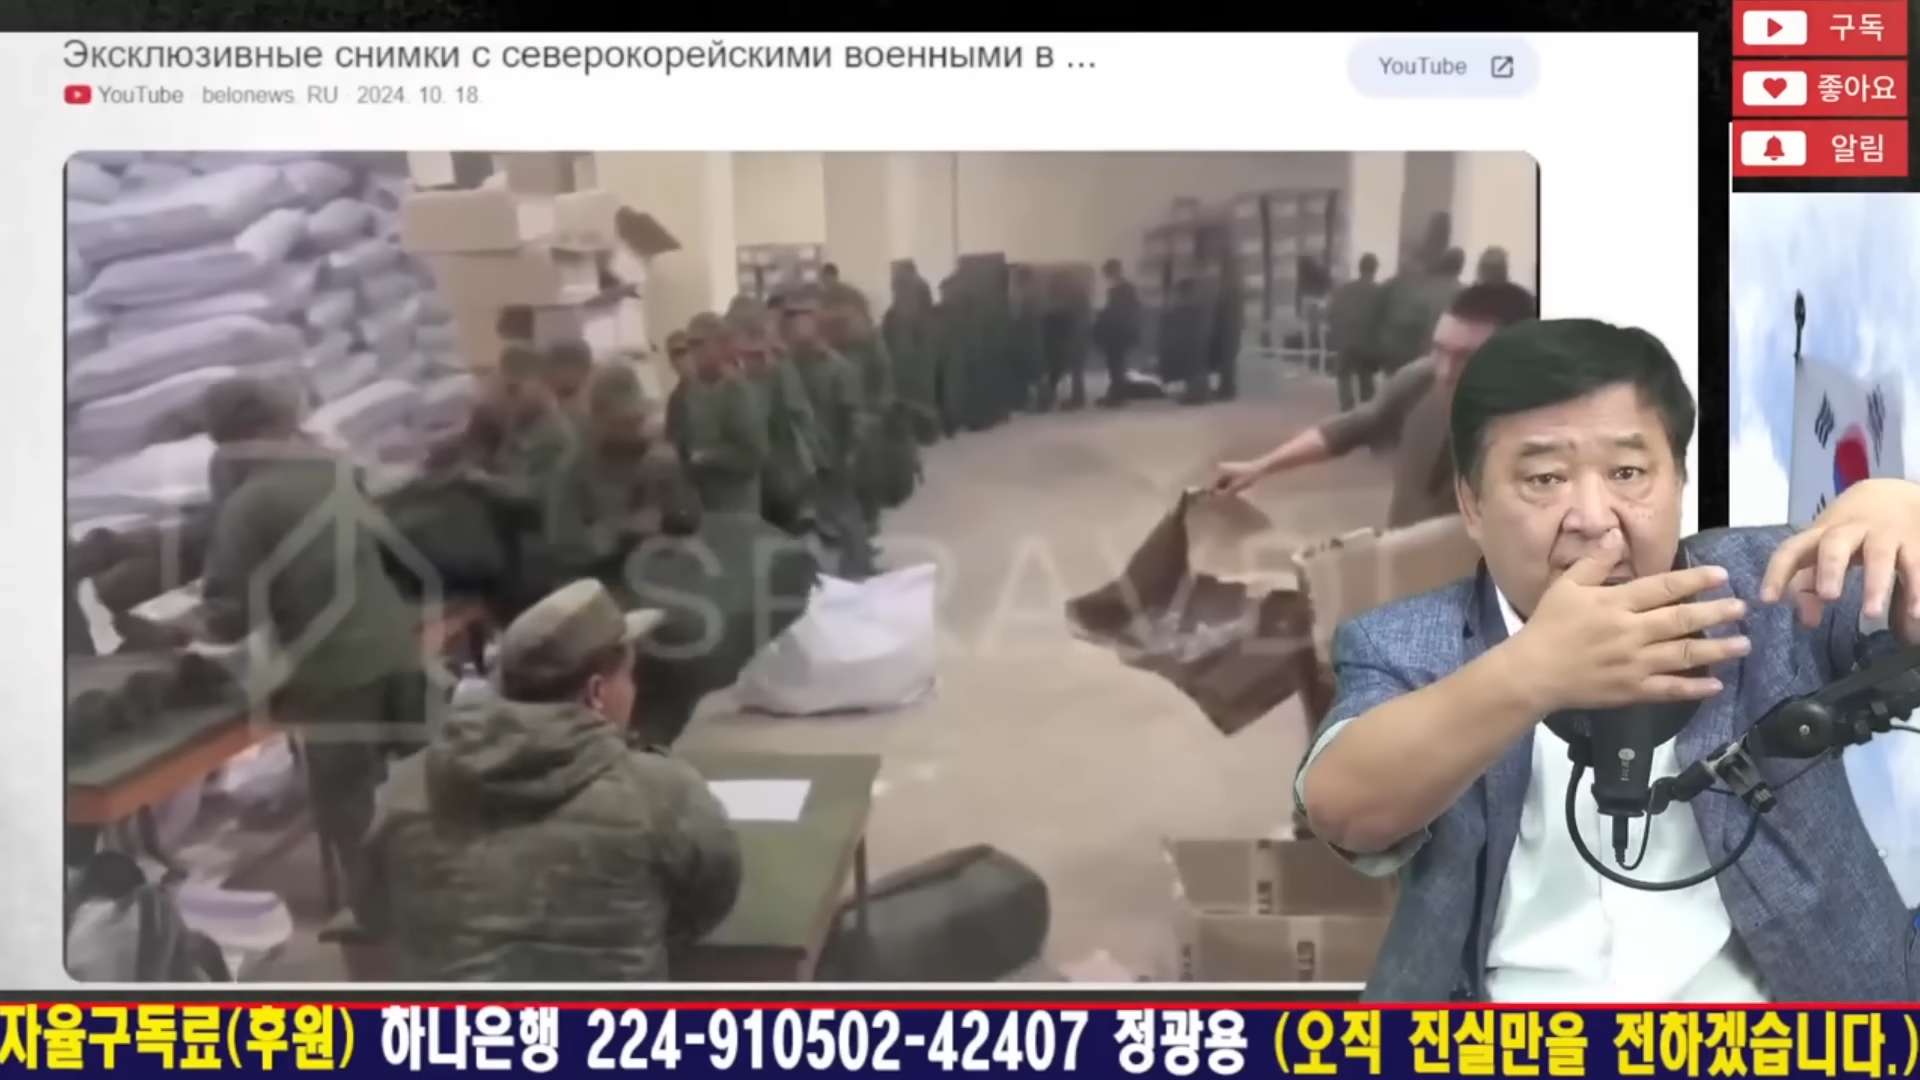 Эксклюзивные снимки с северокорейскими военными в ...
YouTube
YouTube belonews. RU · 2024. 10. 18.
구독
좋아요
알림
SPRAVDI
자율구독료(후원) 하나은행 224-910502-42407 정광용 (오직 진실만을 전하겠습니다.)